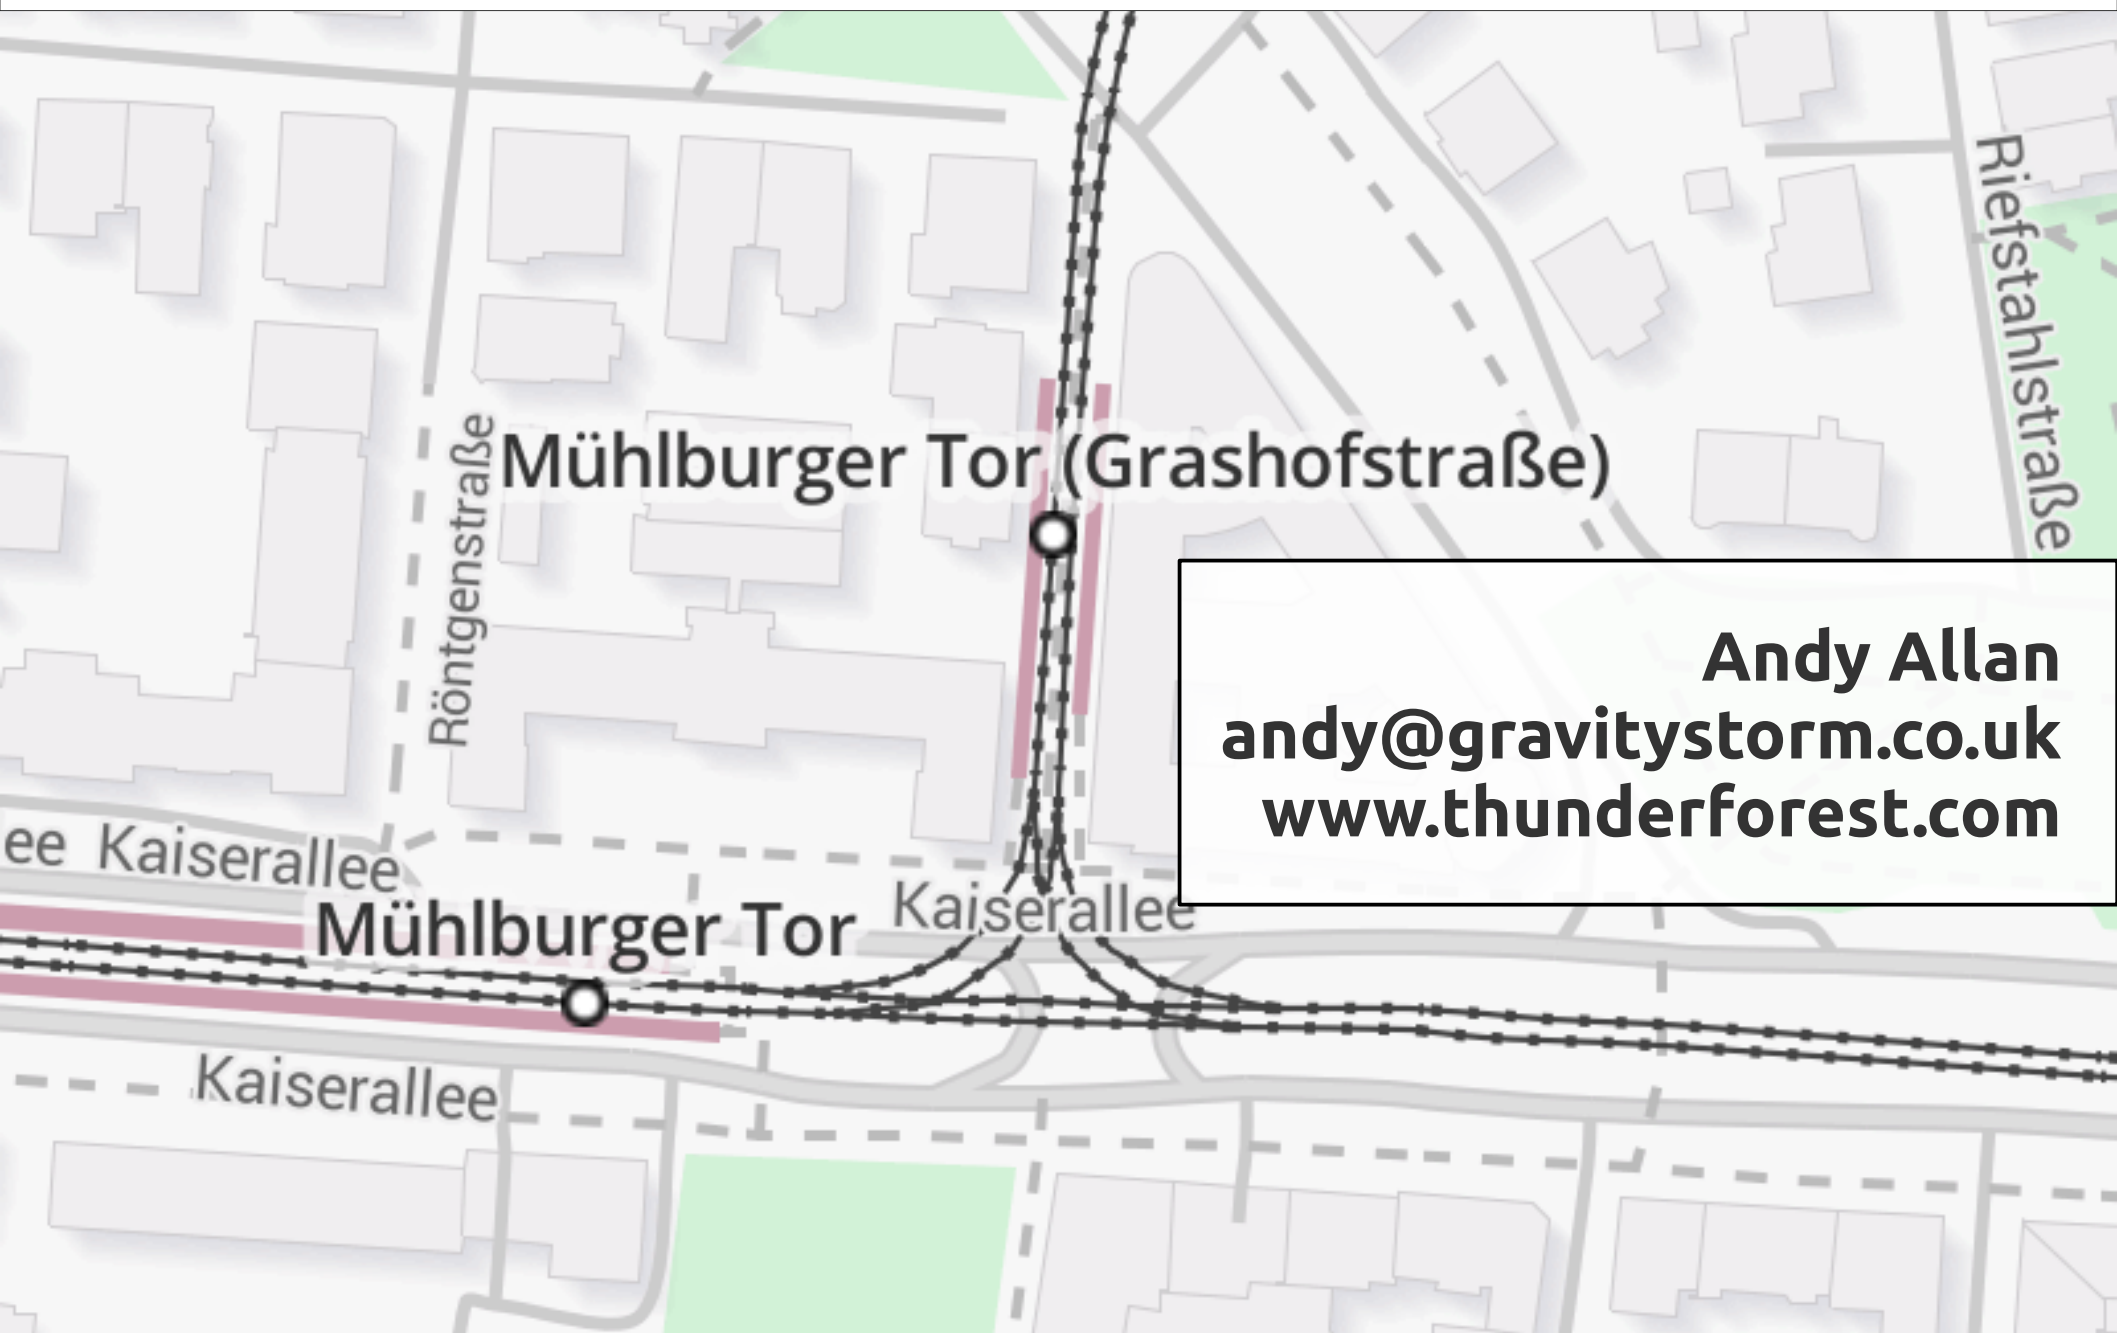 Riefstahlstraße
Röntgenstraße
Mühlburger Tor (Grashofstraße)
Andy Allan
andy@gravitystorm.co.uk
www.thunderforest.com
ee Kaiserallee
Kaiserallee
Mühlburger Tor
Kaiserallee